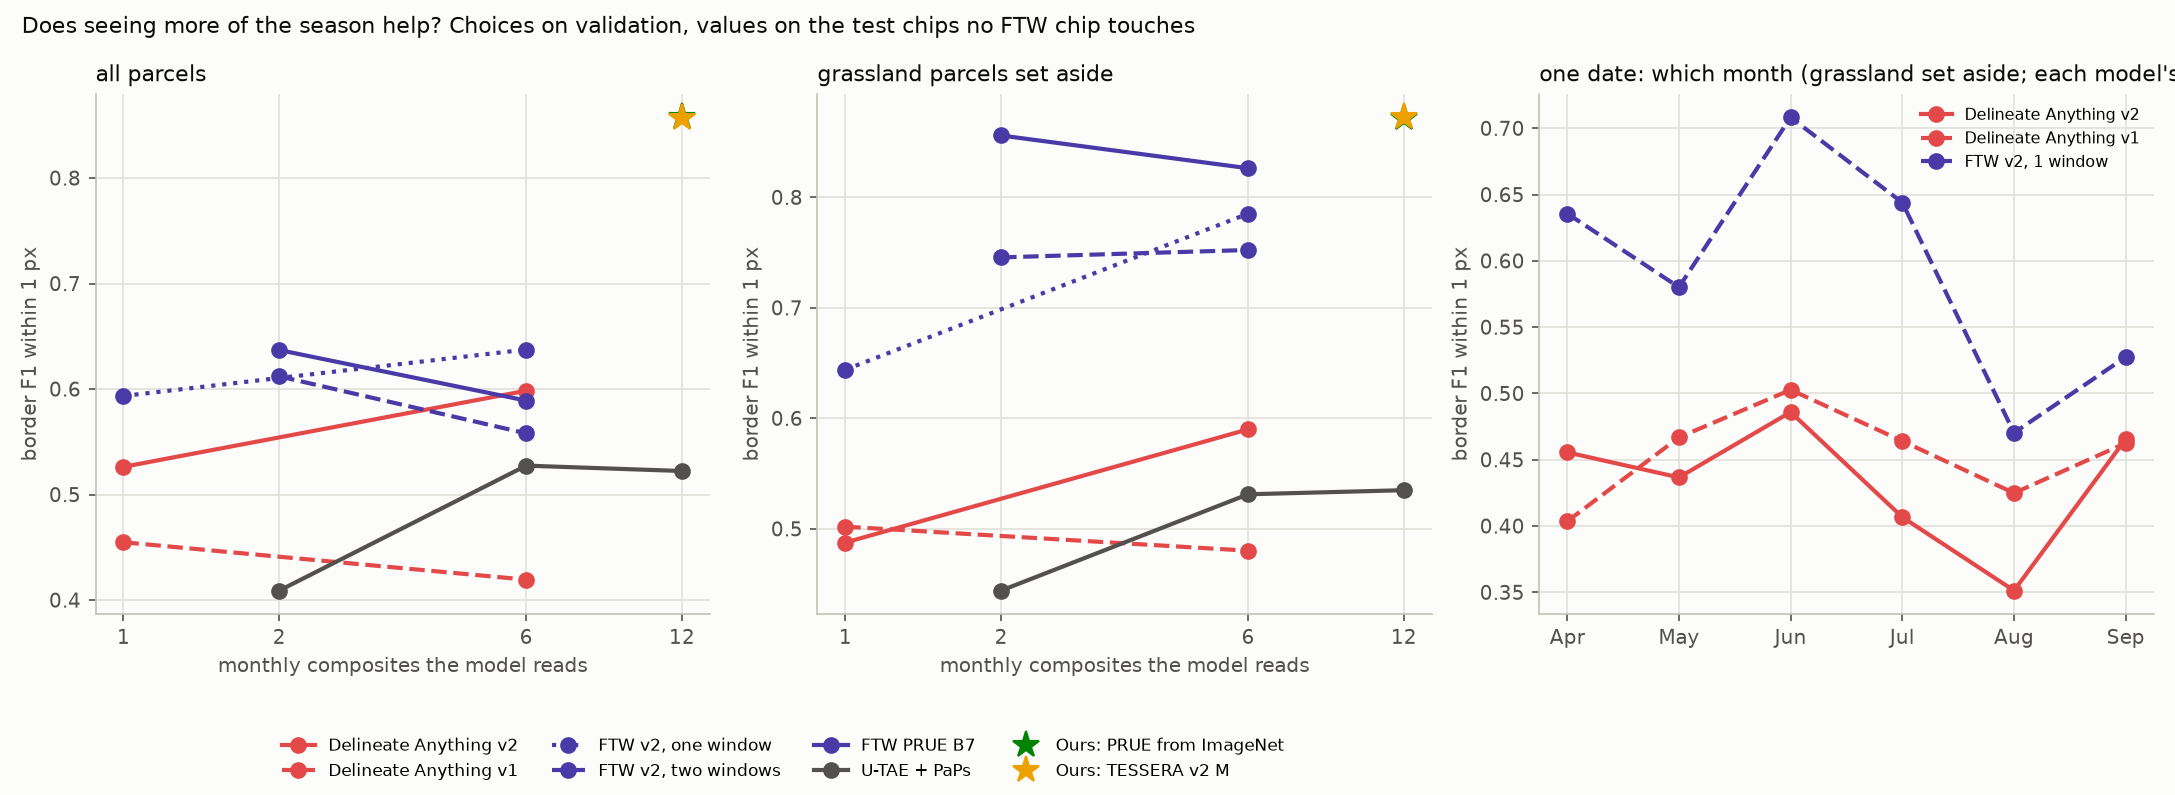 Does seeing more of the season help? Choices on validation, values on the test chips no FTW chip touches
all parcels
border F1 within 1 px
0.8
0.7
0.6
0.5
0.4
1 2 6 12
monthly composites the model reads
grassland parcels set aside
border F1 within 1 px
0.8
0.7
0.6
0.5
1 2 6 12
monthly composites the model reads
one date: which month (grassland set aside; each model's
border F1 within 1 px
0.70
0.65
0.60
0.55
0.50
0.45
0.40
0.35
Apr May Jun Jul Aug Sep
Delineate Anything v2
Delineate Anything v1
FTW v2, 1 window
Delineate Anything v2
Delineate Anything v1
FTW v2, one window
FTW v2, two windows
FTW PRUE B7
U-TAE + PaPs
Ours: PRUE from ImageNet
Ours: TESSERA v2 M